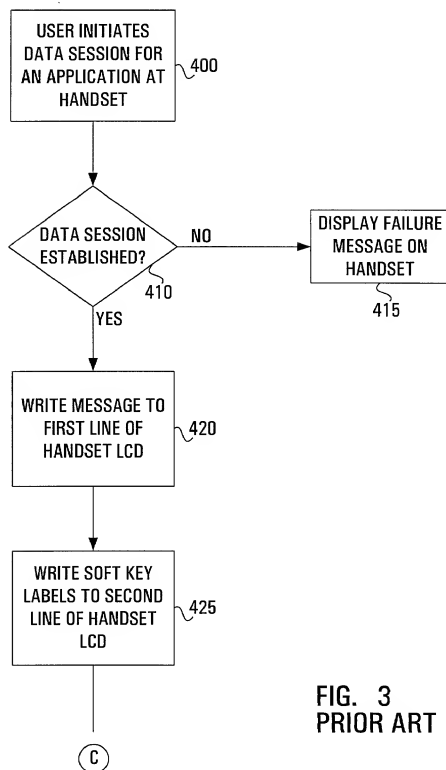 USER INITIATES
DATA SESSION FOR
AN APPLICATION AT
HANDSET
400
DATA SESSION
ESTABLISHED?
410
NO
DISPLAY FAILURE
MESSAGE ON
HANDSET
415
YES
WRITE MESSAGE TO
FIRST LINE OF
HANDSET LCD
420
WRITE SOFT KEY
LABELS TO SECOND
LINE OF HANDSET
LCD
425
C
FIG. 3
PRIOR ART